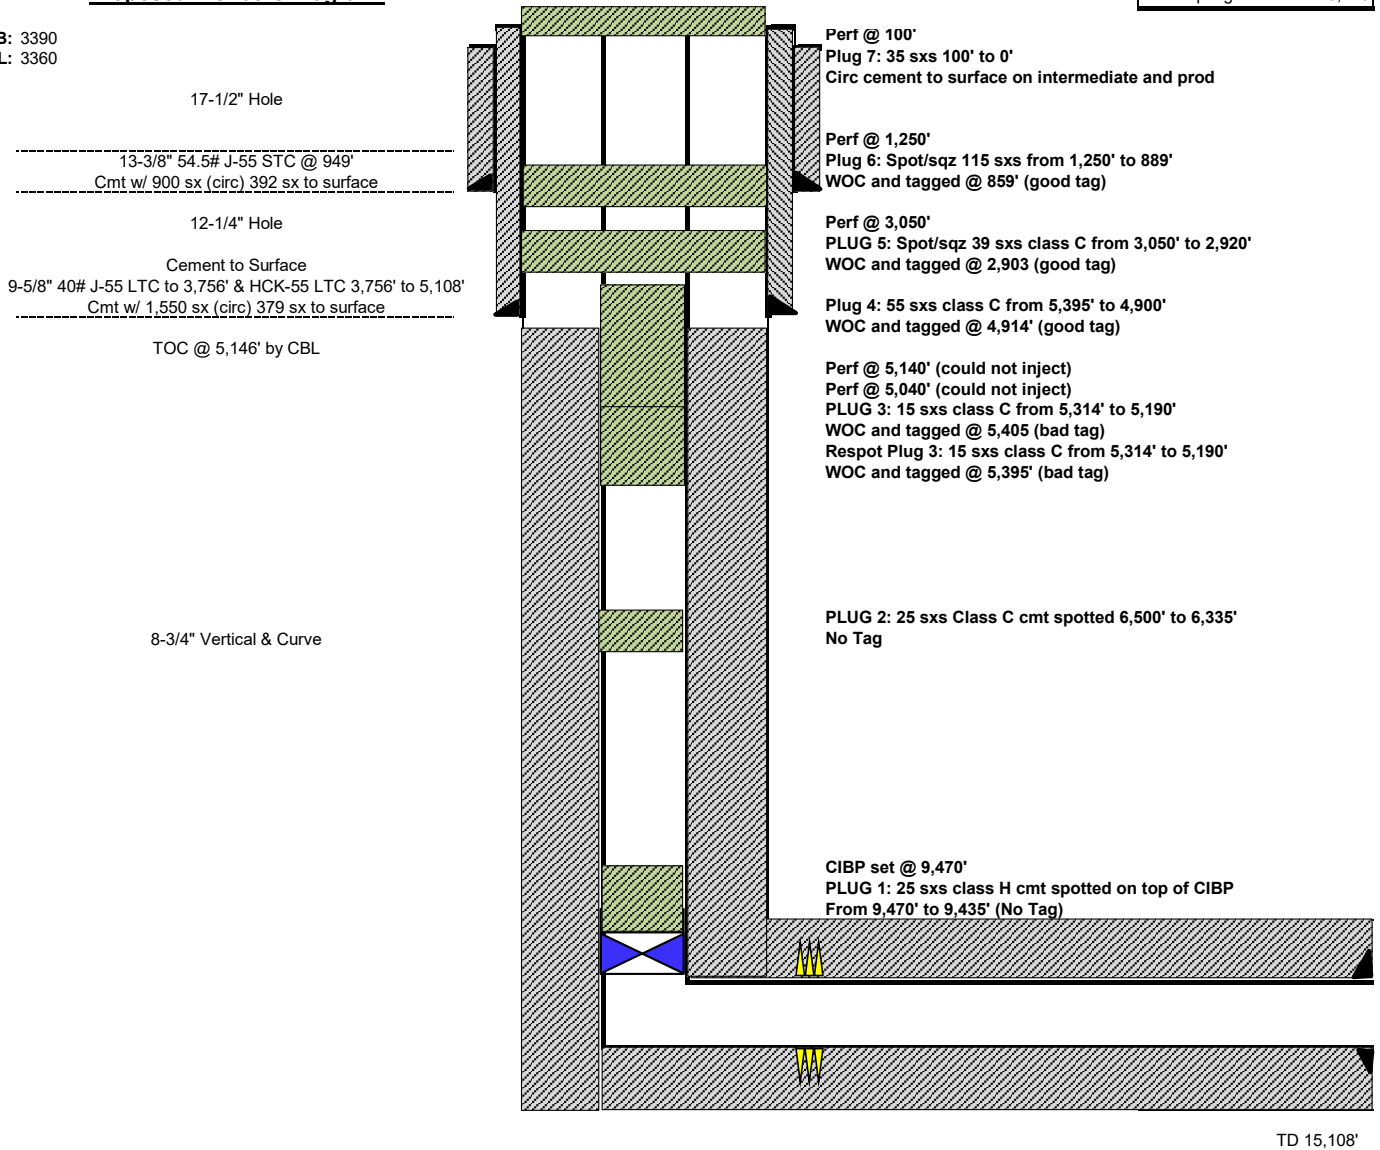 B: 3390
L: 3360
17-1/2" Hole
13-3/8" 54.5# J-55 STC @ 949'
Cmt w/ 900 sx (circ) 392 sx to surface
12-1/4" Hole
Cement to Surface
9-5/8" 40# J-55 LTC to 3,756' & HCK-55 LTC 3,756' to 5,108'
Cmt w/ 1,550 sx (circ) 379 sx to surface
TOC @ 5,146' by CBL
8-3/4" Vertical & Curve
Perf @ 100'
Plug 7: 35 sxs 100' to 0'
Circ cement to surface on intermediate and prod
Perf @ 1,250'
Plug 6: Spot/sqz 115 sxs from 1,250' to 889'
WOC and tagged @ 859' (good tag)
Perf @ 3,050'
PLUG 5: Spot/sqz 39 sxs class C from 3,050' to 2,920'
WOC and tagged @ 2,903 (good tag)
Plug 4: 55 sxs class C from 5,395' to 4,900'
WOC and tagged @ 4,914' (good tag)
Perf @ 5,140' (could not inject)
Perf @ 5,040' (could not inject)
PLUG 3: 15 sxs class C from 5,314' to 5,190'
WOC and tagged @ 5,405 (bad tag)
Respot Plug 3: 15 sxs class C from 5,314' to 5,190'
WOC and tagged @ 5,395' (bad tag)
PLUG 2: 25 sxs Class C cmt spotted 6,500' to 6,335'
No Tag
CIBP set @ 9,470'
PLUG 1: 25 sxs class H cmt spotted on top of CIBP
From 9,470' to 9,435' (No Tag)
TD 15,108'